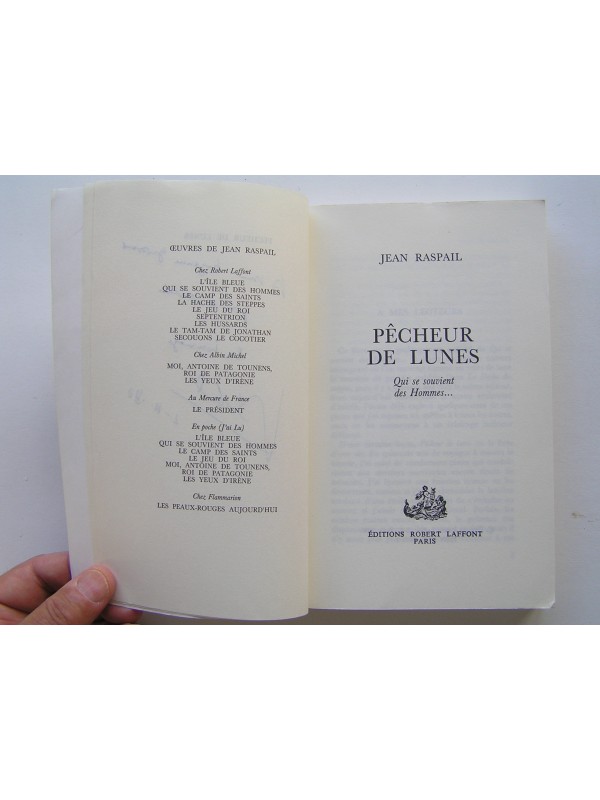 ŒUVRES DE JEAN RASPAIL
Chez Robert Laffont
L'ÎLE BLEUE
QUI SE SOUVIENT DES HOMMES
LE CAMP DES SAINTS
LA HACHE DES STEPPES
LE JEU DU ROI
SEPTENTRION
LES HUSSARDS
LE TAM-TAM DE JONATHAN
SECOUONS LE COCOTIER
Chez Albin Michel
MOI, ANTOINE DE TOUNENS,
ROI DE PATAGONIE
LES YEUX D'IRÈNE
Au Mercure de France
LE PRÉSIDENT
En poche (J'ai Lu)
L'ÎLE BLEUE
QUI SE SOUVIENT DES HOMMES
LE CAMP DES SAINTS
LE JEU DU ROI
MOI, ANTOINE DE TOUNENS,
ROI DE PATAGONIE
LES YEUX D'IRÈNE
Chez Flammarion
LES PEAUX-ROUGES AUJOURD'HUI
JEAN RASPAIL
PÊCHEUR
DE LUNES
Qui se souvient
des Hommes...
ÉDITIONS ROBERT LAFFONT
PARIS